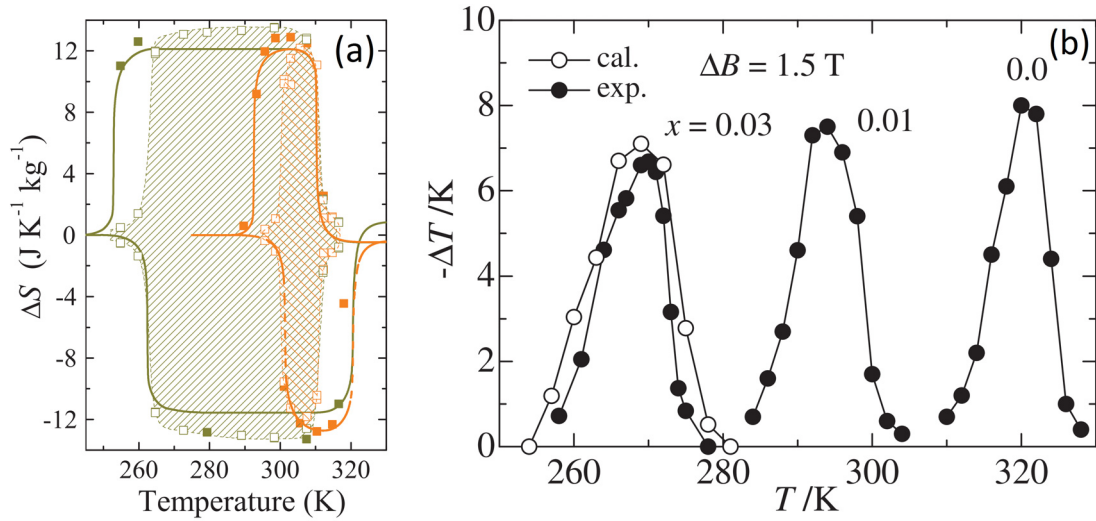 (a)
ΔS (J K⁻¹ kg⁻¹)
12
8
4
0
-4
-8
-12
260
280
300
320
Temperature (K)
(b)
cal.
exp.
ΔB = 1.5 T
x = 0.03
0.01
0.0
-ΔT /K
10
8
6
4
2
0
260
280
300
320
T /K